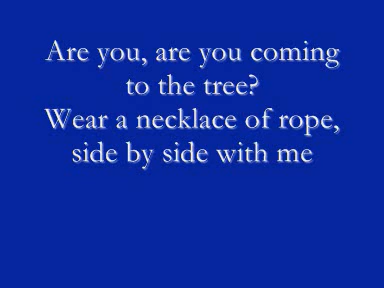 Are you, are you coming
to the tree?
Wear a necklace of rope,
side by side with me